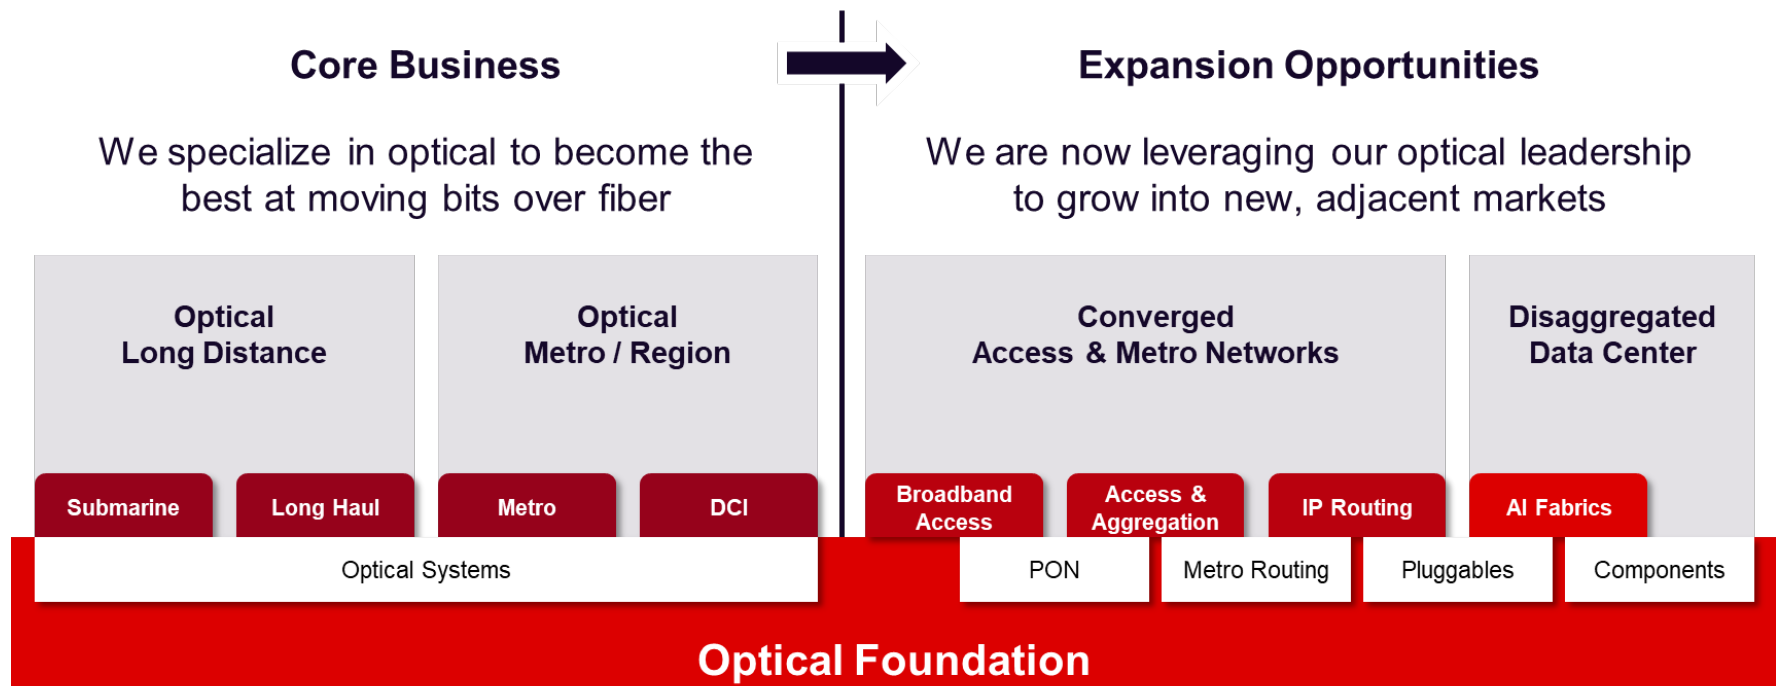 Core Business
We specialize in optical to become the
best at moving bits over fiber
Expansion Opportunities
We are now leveraging our optical leadership
to grow into new, adjacent markets
Optical
Long Distance
Optical
Metro / Region
Converged
Access & Metro Networks
Disaggregated
Data Center
Submarine
Long Haul
Metro
DCI
Broadband
Access
Access &
Aggregation
IP Routing
AI Fabrics
Optical Systems
PON
Metro Routing
Pluggables
Components
Optical Foundation